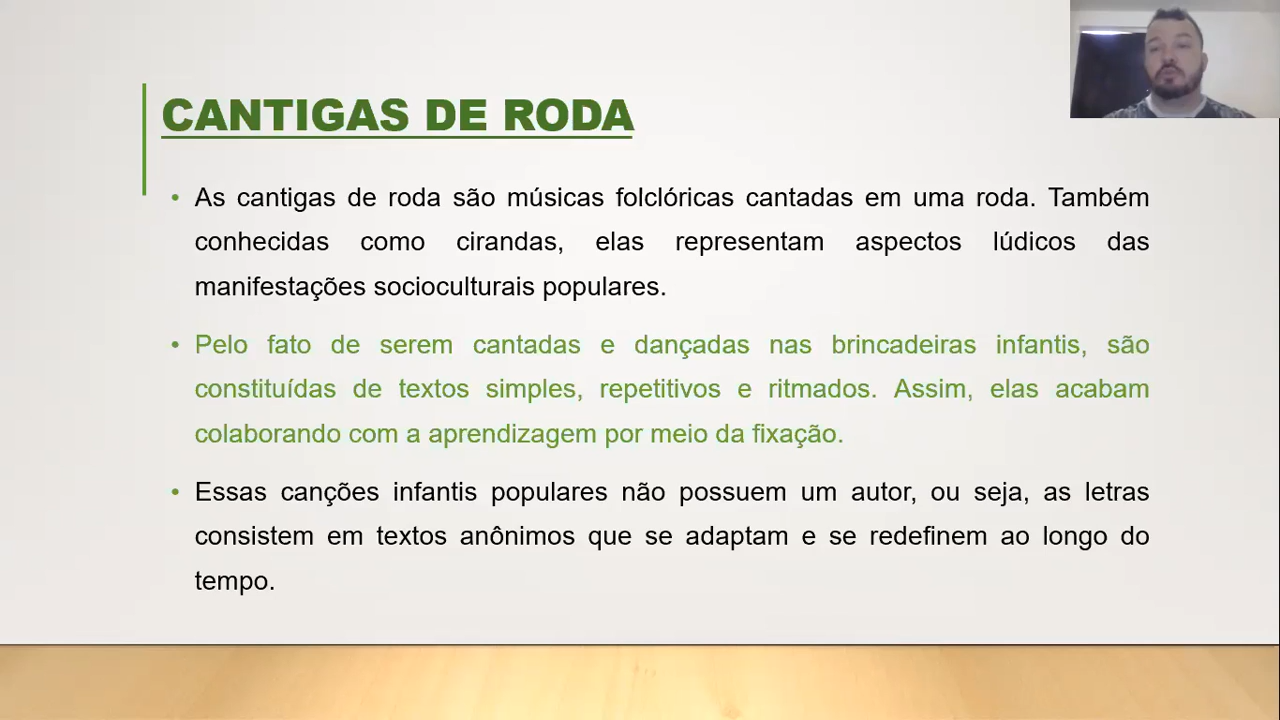 CANTIGAS DE RODA
• As cantigas de roda são músicas folclóricas cantadas em uma roda. Também
conhecidas como cirandas, elas representam aspectos lúdicos das
manifestações socioculturais populares.
• Pelo fato de serem cantadas e dançadas nas brincadeiras infantis, são
constituídas de textos simples, repetitivos e ritmados. Assim, elas acabam
colaborando com a aprendizagem por meio da fixação.
• Essas canções infantis populares não possuem um autor, ou seja, as letras
consistem em textos anônimos que se adaptam e se redefinem ao longo do
tempo.